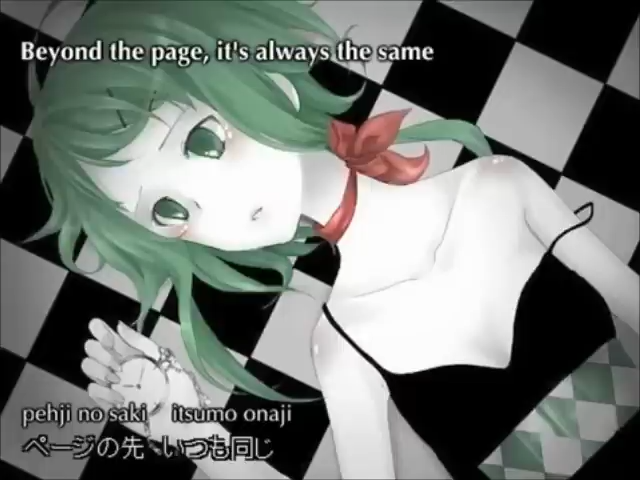 Beyond the page, it's always the same
pehji no saki itsumo onaji
ページの先 いつも同じ